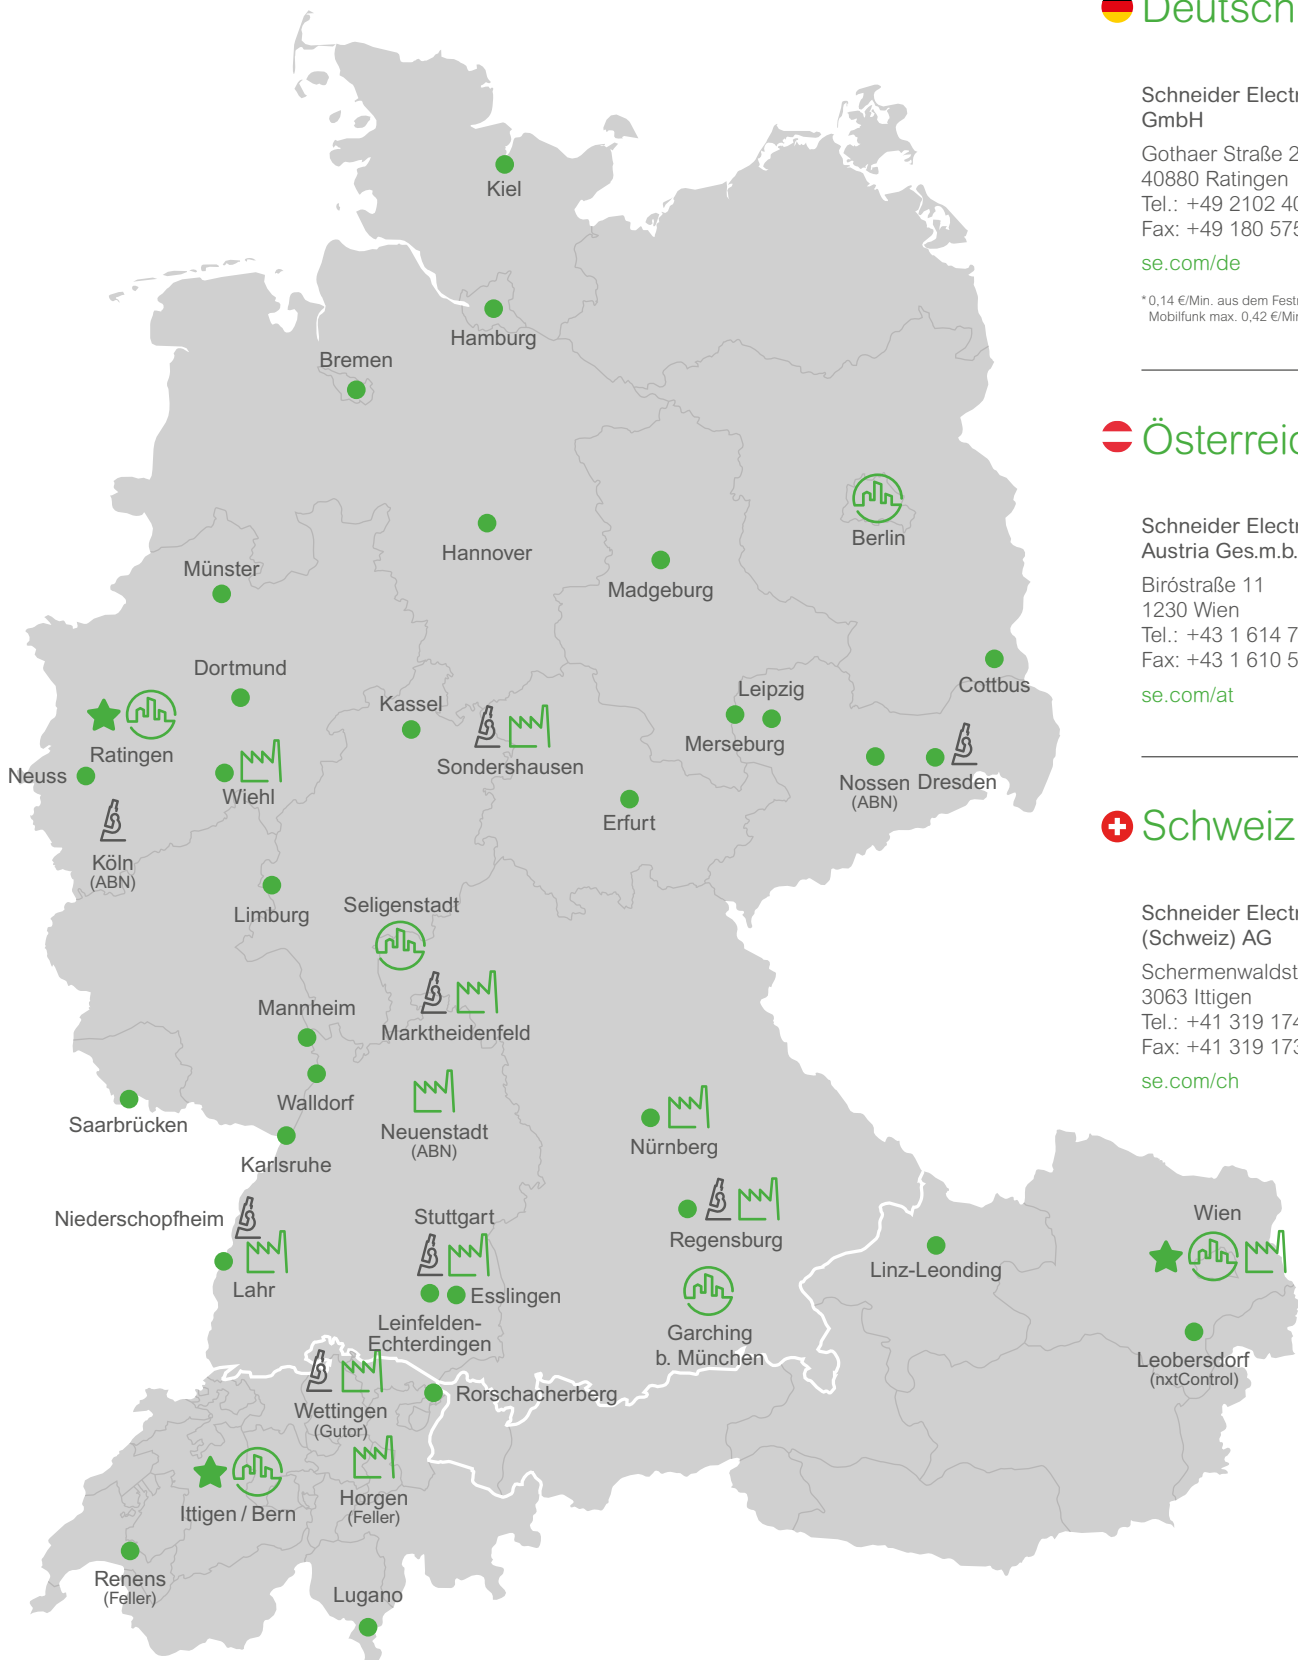 Kiel
Hamburg
Bremen
Hannover
Berlin
Münster
Madgeburg
Dortmund
Kassel
Leipzig
Cottbus
Ratingen
Merseburg
Neuss
Wiehl
Sondershausen
Nossen
(ABN)
Dresden
Erfurt
Köln
(ABN)
Limburg
Seligenstadt
Mannheim
Marktheidenfeld
Walldorf
Saarbrücken
Neuenstadt
(ABN)
Nürnberg
Karlsruhe
Niederschopfheim
Stuttgart
Wien
Regensburg
Linz-Leonding
Lahr
Esslingen
Leinfelden-
Echterdingen
Garching
b. München
Leobersdorf
(nxtControl)
Rorschacherberg
Wettingen
(Gutor)
Horgen
(Feller)
Ittigen / Bern
Renens
(Feller)
Lugano
Deutsch
Schneider Electr
GmbH
Gothaer Straße 2
40880 Ratingen
Tel.: +49 2102 40
Fax: +49 180 575
se.com/de
* 0,14 €/Min. aus dem Festn
Mobilfunk max. 0,42 €/Min
Österreic
Schneider Electr
Austria Ges.m.b.
Biróstraße 11
1230 Wien
Tel.: +43 1 614 7
Fax: +43 1 610 5
se.com/at
Schweiz
Schneider Electr
(Schweiz) AG
Schermenwaldst
3063 Ittigen
Tel.: +41 319 174
Fax: +41 319 173
se.com/ch